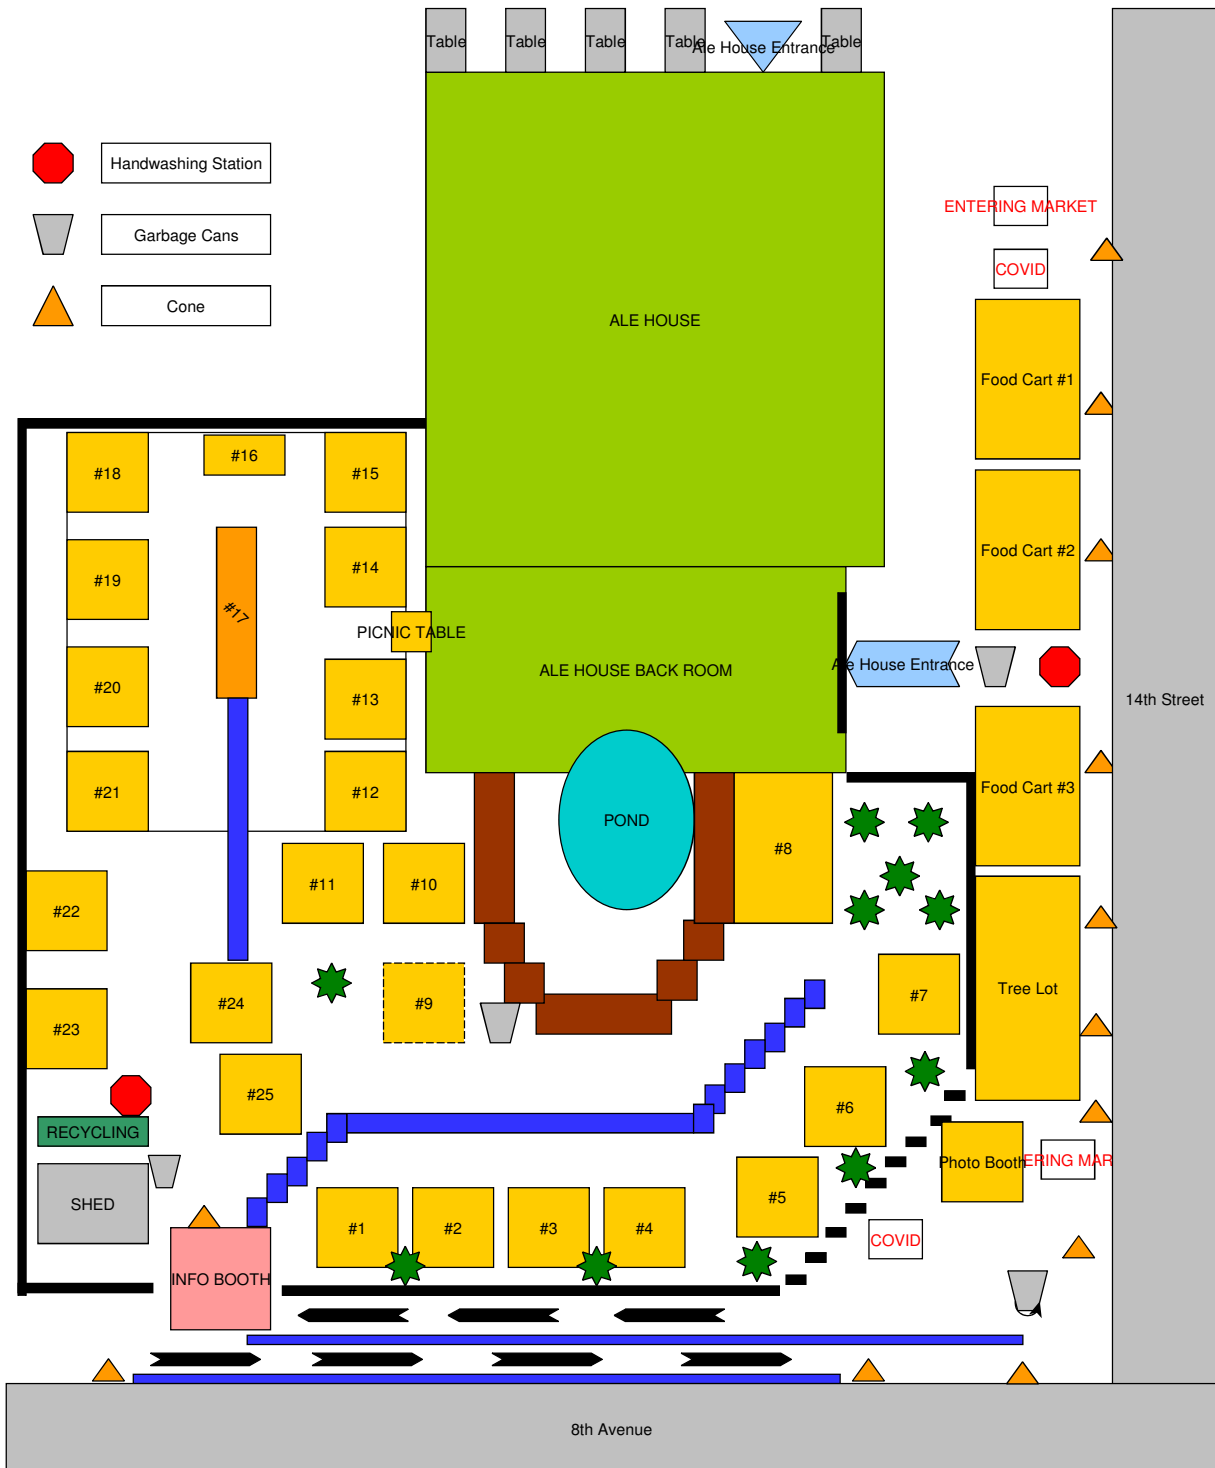 Table
Table
Table
Table
Ale House Entrance
Table
Handwashing Station
Garbage Cans
Cone
ENTERING MARKET
COVID
ALE HOUSE
Food Cart #1
#18
#16
#15
Food Cart #2
#19
#17
#14
PICNIC TABLE
ALE HOUSE BACK ROOM
Ale House Entrance
#20
#13
14th Street
#21
#12
Food Cart #3
POND
#8
#11
#10
#22
#24
#9
#7
Tree Lot
#23
#25
#6
RECYCLING
Photo Booth
ERING MAR
SHED
#5
#1
#2
#3
#4
COVID
INFO BOOTH
8th Avenue